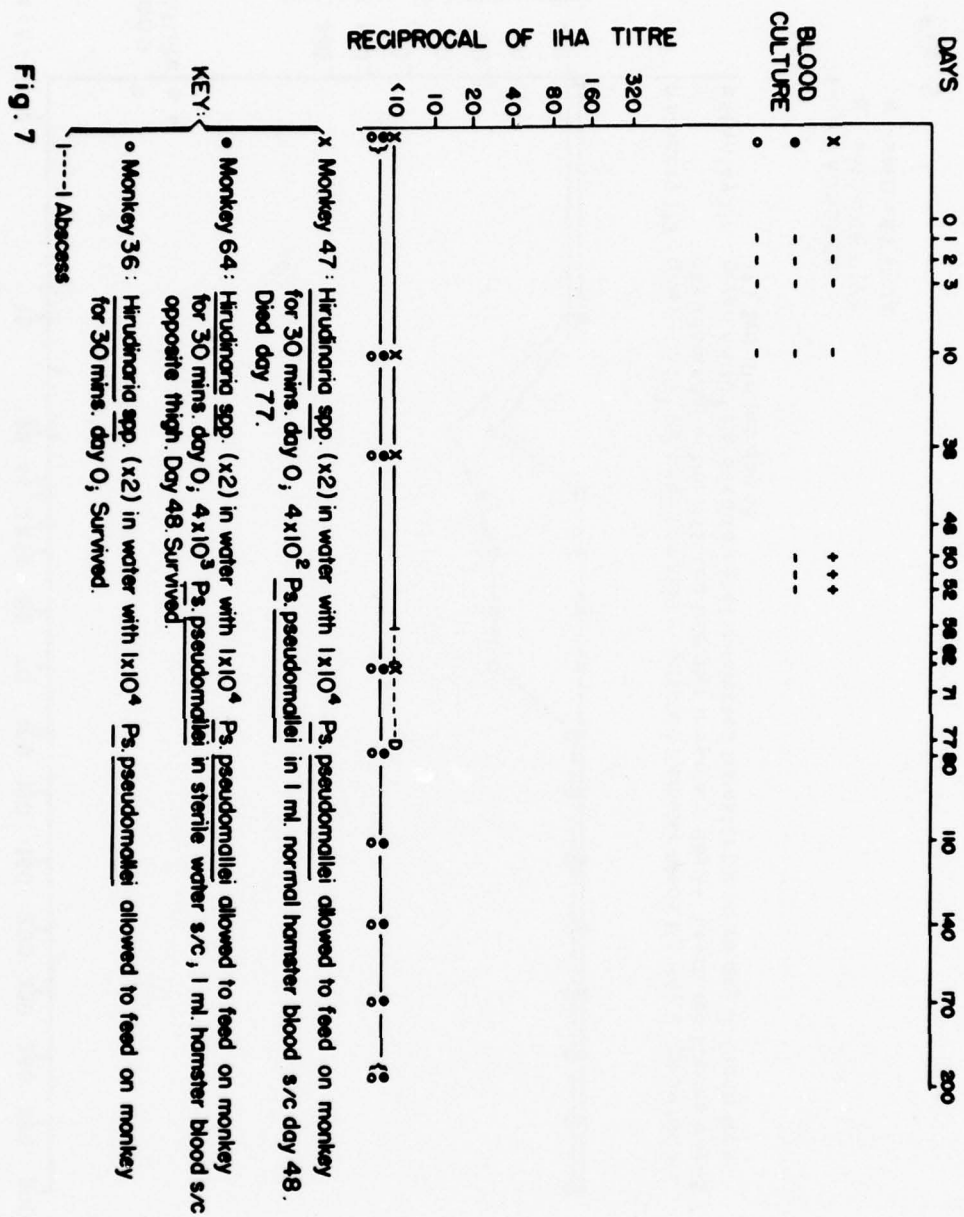 DAYS 0 1 2 3 10 38 48 50 52 58 62 71 77 80 110 140 170 200
BLOOD
CULTURE
x - - - - + + +
• - - - - - - -
o - - - -
RECIPROCAL OF IHA TITRE
320
160
80
40
20
10
<10
D
KEY:
x Monkey 47: Hirudinaria spp. (x2) in water with 1x10⁴ Ps. pseudomallei allowed to feed on monkey
for 30 mins. day 0; 4x10² Ps. pseudomallei in 1 ml. normal hamster blood s/c day 48.
Died day 77.
• Monkey 64: Hirudinaria spp. (x2) in water with 1x10⁴ Ps. pseudomallei allowed to feed on monkey
for 30 mins. day 0; 4x10³ Ps. pseudomallei in sterile water s/c, 1 ml. hamster blood s/c
opposite thigh. Day 48. Survived.
o Monkey 36: Hirudinaria spp. (x2) in water with 1x10⁴ Ps. pseudomallei allowed to feed on monkey
for 30 mins. day 0; Survived.
I----I Abscess
Fig. 7